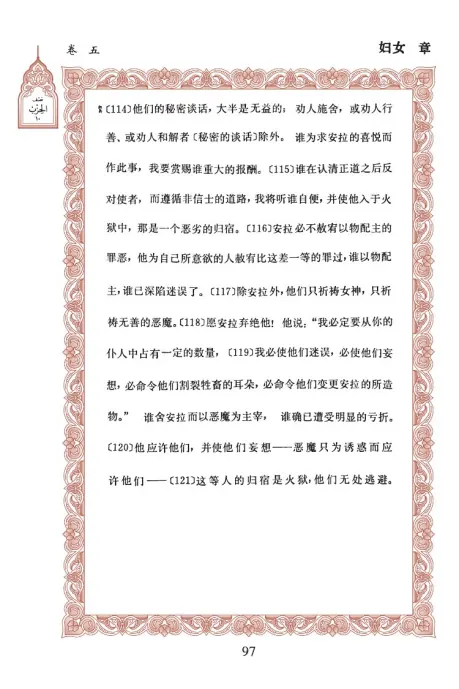 卷 五
妇女 章
نصف
الحزب
١٠
〔114〕他们的秘密谈话,大半是无益的; 劝人施舍,或劝人行
善、或劝人和解者〔秘密的谈话〕除外。 谁为求安拉的喜悦而
作此事,我要赏赐谁重大的报酬。〔115〕谁在认清正道之后反
对使者, 而遵循非信士的道路,我将听谁自便,并使他入于火
狱中,那是一个恶劣的归宿。〔116〕安拉必不赦宥以物配主的
罪恶,他为自己所意欲的人赦宥比这差一等的罪过,谁以物配
主,谁已深陷迷误了。〔117〕除安拉外,他们只祈祷女神,只祈
祷无善的恶魔。〔118〕愿安拉弃绝他! 他说:“我必定要从你的
仆人中占有一定的数量,〔119〕我必使他们迷误,必使他们妄
想,必命令他们割裂牲畜的耳朵,必命令他们变更安拉的所造
物。” 谁舍安拉而以恶魔为主宰, 谁确已遭受明显的亏折。
〔120〕他应许他们,并使他们妄想——恶魔只为诱惑而应
许他们——〔121〕这等人的归宿是火狱,他们无处逃避。
97